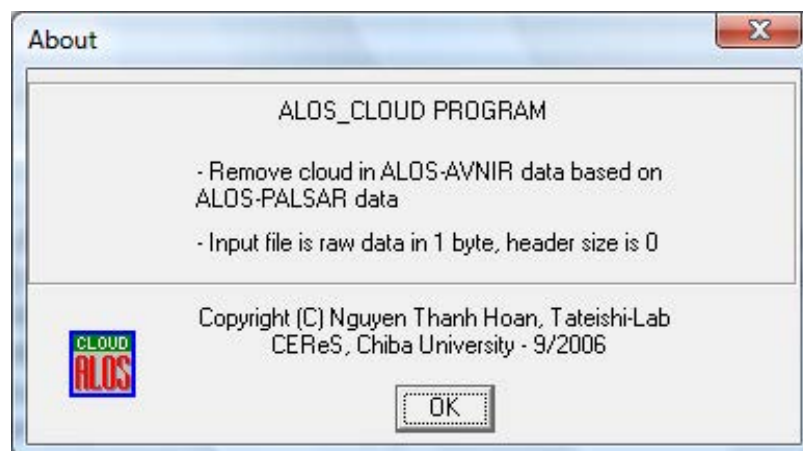 About
ALOS_CLOUD PROGRAM
- Remove cloud in ALOS-AVNIR data based on
ALOS-PALSAR data
- Input file is raw data in 1 byte, header size is 0
Copyright (C) Nguyen Thanh Hoan, Tateishi-Lab
CEReS, Chiba University - 9/2006
CLOUD
ALOS
OK